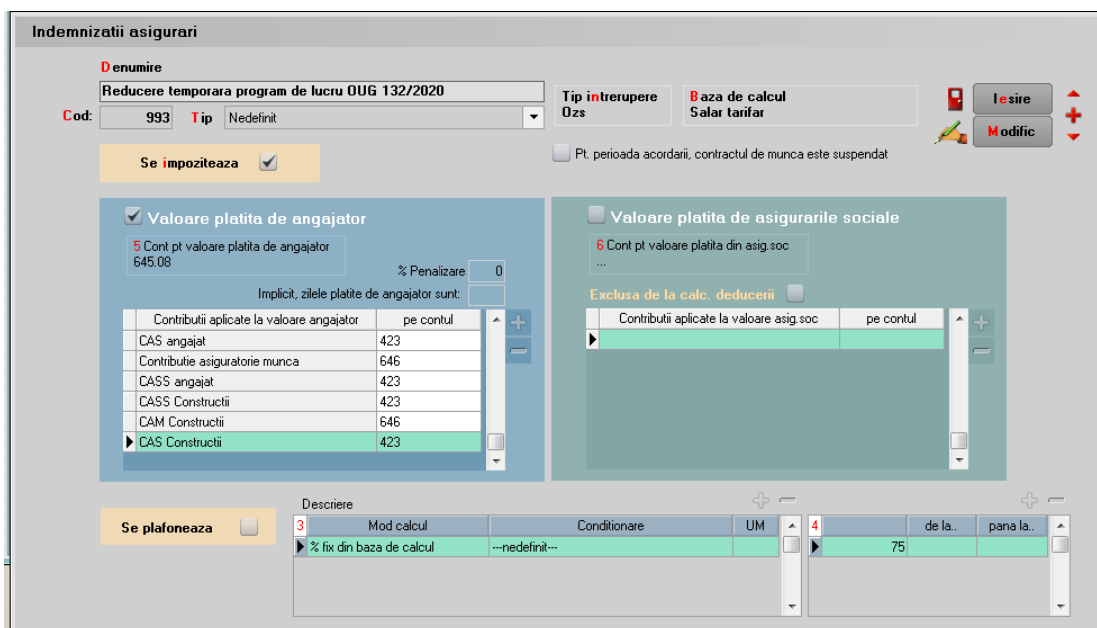 Indemnizatii asigurari
Denumire
Reducere temporara program de lucru OUG 132/2020
Cod: 993 Tip Nedefinit
Tip intrerupere
Ozs
Baza de calcul
Salar tarifar
Iesire
Modific
Se impoziteaza
Pt. perioada acordarii, contractul de munca este suspendat
Valoare platita de angajator
5 Cont pt valoare platita de angajator
645.08
% Penalizare 0
Implicit, zilele platite de angajator sunt:
Contributii aplicate la valoare angajator pe contul
CAS angajat 423
Contributie asiguratorie munca 646
CASS angajat 423
CASS Constructii 423
CAM Constructii 646
CAS Constructii 423
Valoare platita de asigurarile sociale
6 Cont pt valoare platita din asig.soc
...
Exclusa de la calc. deducerii
Contributii aplicate la valoare asig.soc pe contul
Se plafoneaza
Descriere
3 Mod calcul Conditionare UM
% fix din baza de calcul ---nedefinit---
4 de la.. pana la..
75